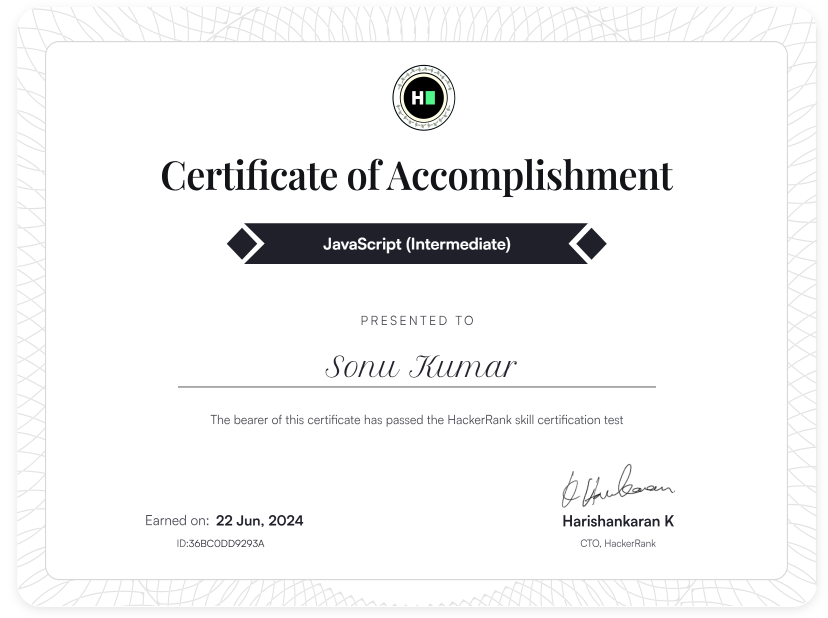 H
Certificate of Accomplishment
JavaScript (Intermediate)
PRESENTED TO
Sonu Kumar
The bearer of this certificate has passed the HackerRank skill certification test
Earned on: 22 Jun, 2024
ID:36BC0DD9293A
Harishankaran K
CTO, HackerRank